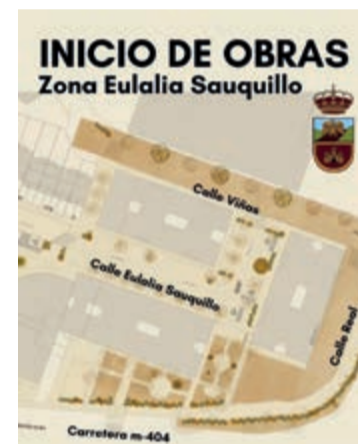 INICIO DE OBRAS
Zona Eulalia Sauquillo
Calle Viñas
Calle Eulalia Sauquillo
Calle Real
Carretera m-404